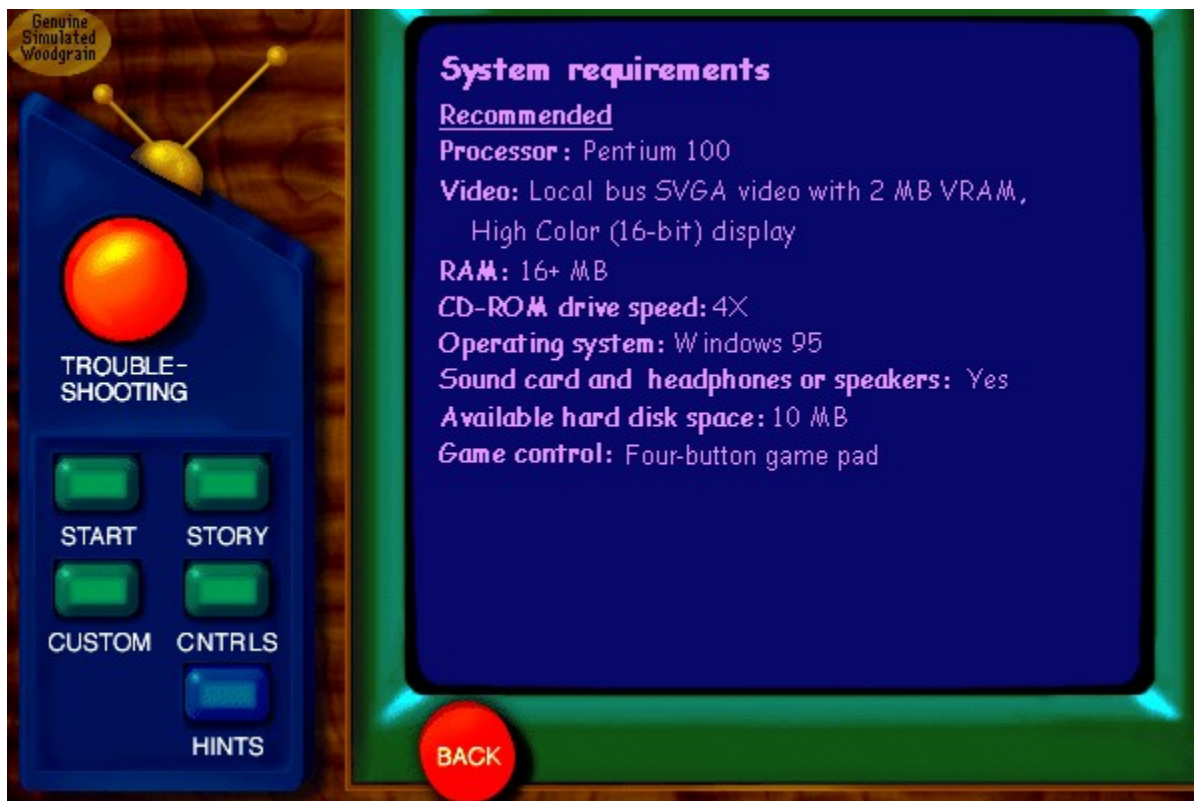 Genuine
Simulated
Woodgrain
TROUBLE-
SHOOTING
START
STORY
CUSTOM
CNTRLS
HINTS
System requirements
Recommended
Processor: Pentium 100
Video: Local bus SVGA video with 2 MB VRAM,
High Color (16-bit) display
RAM: 16+ MB
CD-ROM drive speed: 4X
Operating system: Windows 95
Sound card and headphones or speakers: Yes
Available hard disk space: 10 MB
Game control: Four-button game pad
BACK